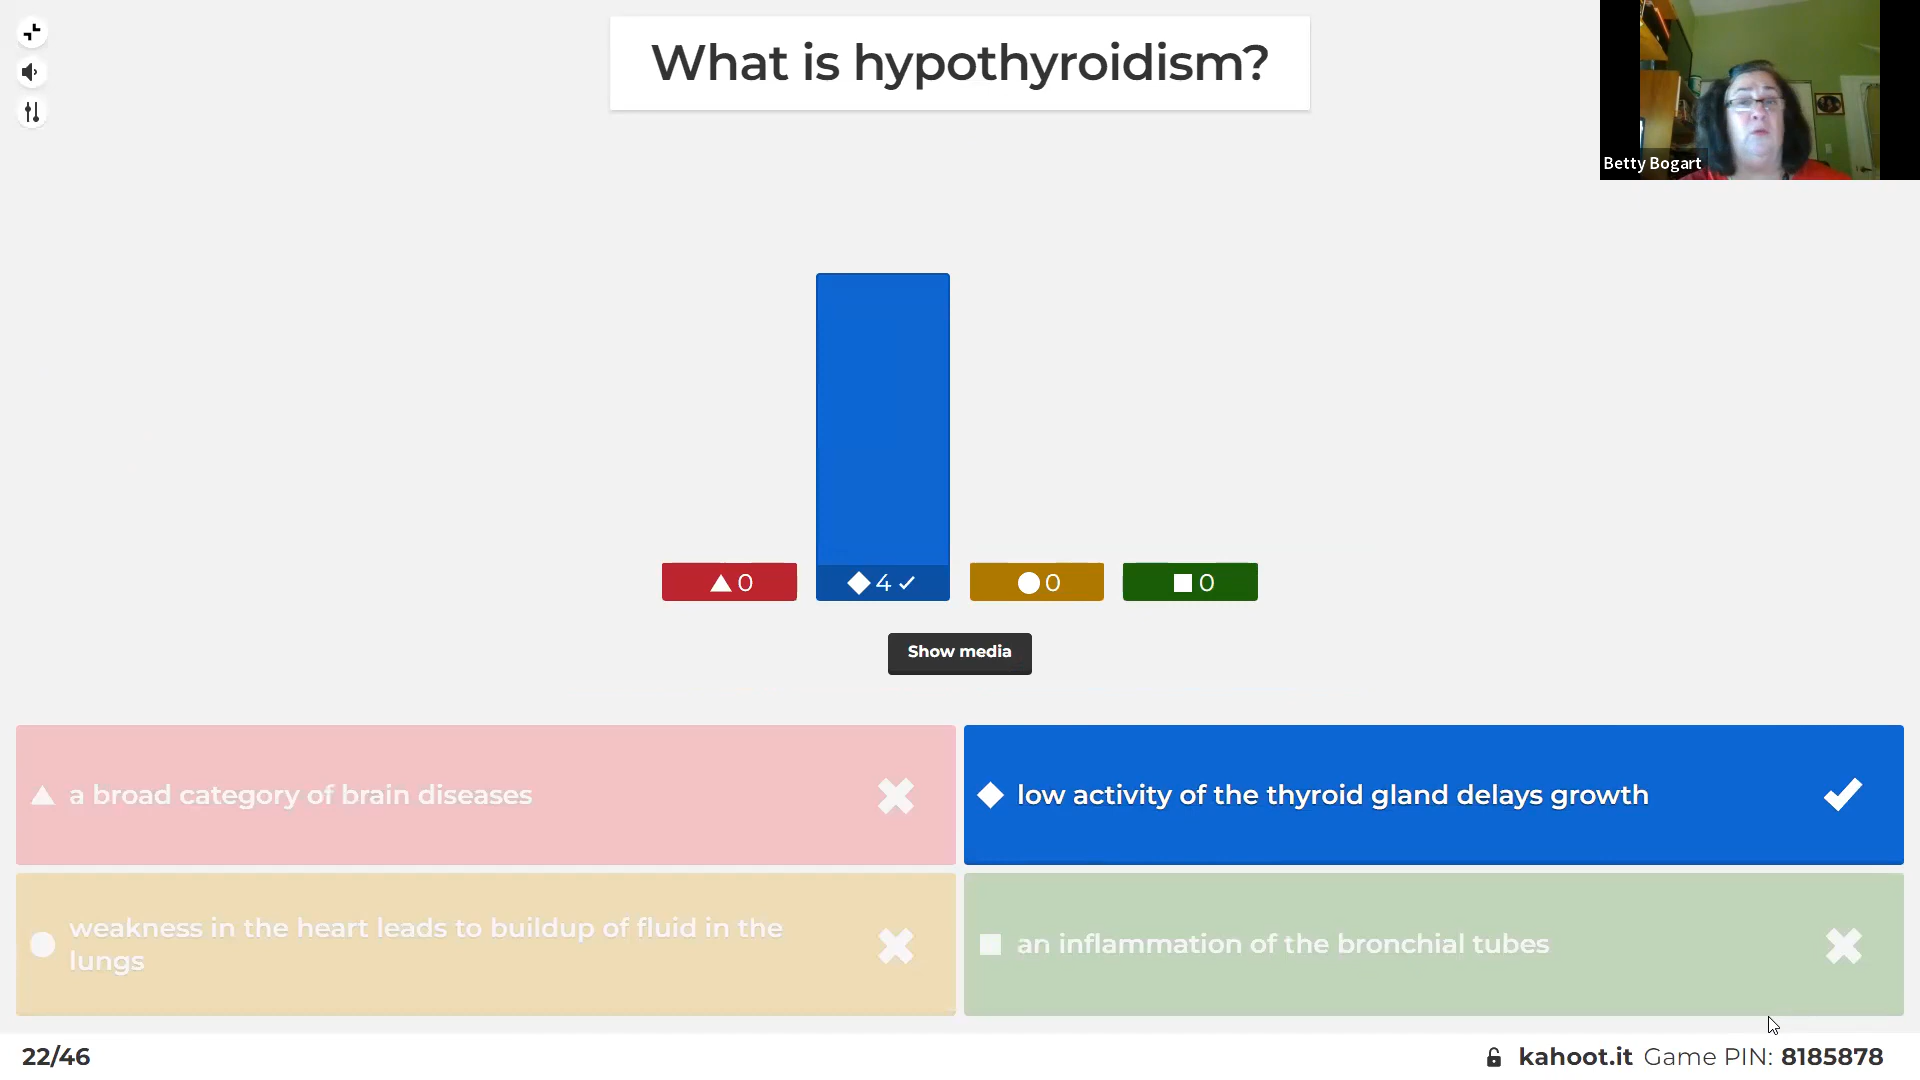 What is hypothyroidism?
Betty Bogart
0
4
0
0
Show media
a broad category of brain diseases
low activity of the thyroid gland delays growth
weakness in the heart leads to buildup of fluid in the
lungs
an inflammation of the bronchial tubes
22/46
kahoot.it Game PIN: 8185878